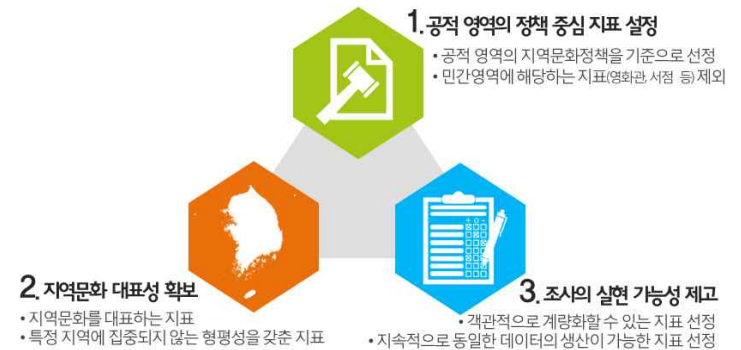 1. 공적 영역의 정책 중심 지표 설정
• 공적 영역의 지역문화정책을 기준으로 선정
• 민간영역에 해당하는 지표(영화관, 서점 등) 제외
2. 지역문화 대표성 확보
• 지역문화를 대표하는 지표
• 특정 지역에 집중되지 않는 형평성을 갖춘 지표
3. 조사의 실현 가능성 제고
• 객관적으로 계량화할 수 있는 지표 선정
• 지속적으로 동일한 데이터의 생산이 가능한 지표 선정